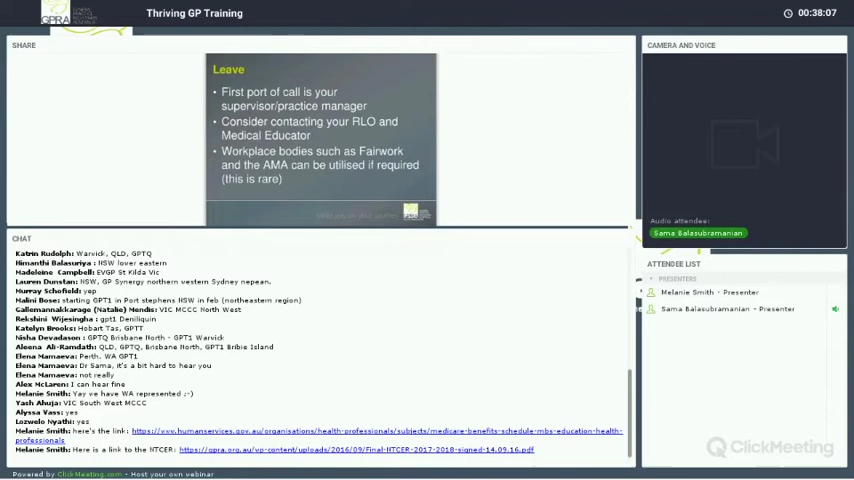 GPRA
Thriving GP Training
00:38:07
SHARE
Leave
• First port of call is your
supervisor/practice manager
• Consider contacting your RLO and
Medical Educator
• Workplace bodies such as Fairwork
and the AMA can be utilised if required
(this is rare)
CAMERA AND VOICE
Audio attendee:
Sama Balasubramanian
CHAT
Katrin Rudolph: Warvick, QLD, GPTQ
Nimanthi Balasuriya: NSW lover eastern
Madeleine Campbell: EVGP St Kilda Vic
Lauren Dunstan: NSW, GP Synergy northern vestern Sydney nepean.
Murray Schofield: yep
Malini Bose: starting GPT1 in Port stephens NSW in feb (northeastern region)
Gallemannakkarage (Natalie) Mendis: VIC MCCC North West
Rekshini Wijesingha: gpt1 Deniliquin
Katelyn Brooks: Hobart Tas, GPTT
Nisha Devadason: GPTQ Brisbane North - GPT1 Warvick
Aleena Ali-Ramdath: QLD, GPTQ, Brisbane North, GPT1 Bribie Island
Elena Mamaeva: Perth, WA GPT1
Elena Mamaeva: Dr Sama, it's a bit hard to hear you
Elena Mamaeva: not really
Alex McLaren: I can hear fine
Melanie Smith: Yay ve have WA represented ;-)
Yash Ahuja: VIC South West MCCC
Alyssa Vass: yes
Lozwelo Nyathi: yes
Melanie Smith: here's the link: https://www.humanservices.gov.au/organisations/health-professionals/subjects/medicare-benefits-schedule-mbs-education-health-
professionals
Melanie Smith: Here is a link to the NTCER: https://gpra.org.au/wp-content/uploads/2016/09/Final-NTCER-2017-2018-signed-14.09.16.pdf
ATTENDEE LIST
PRESENTERS
Melanie Smith - Presenter
Sama Balasubramanian - Presenter
ClickMeeting
Powered by ClickMeeting.com - Host your own webinar